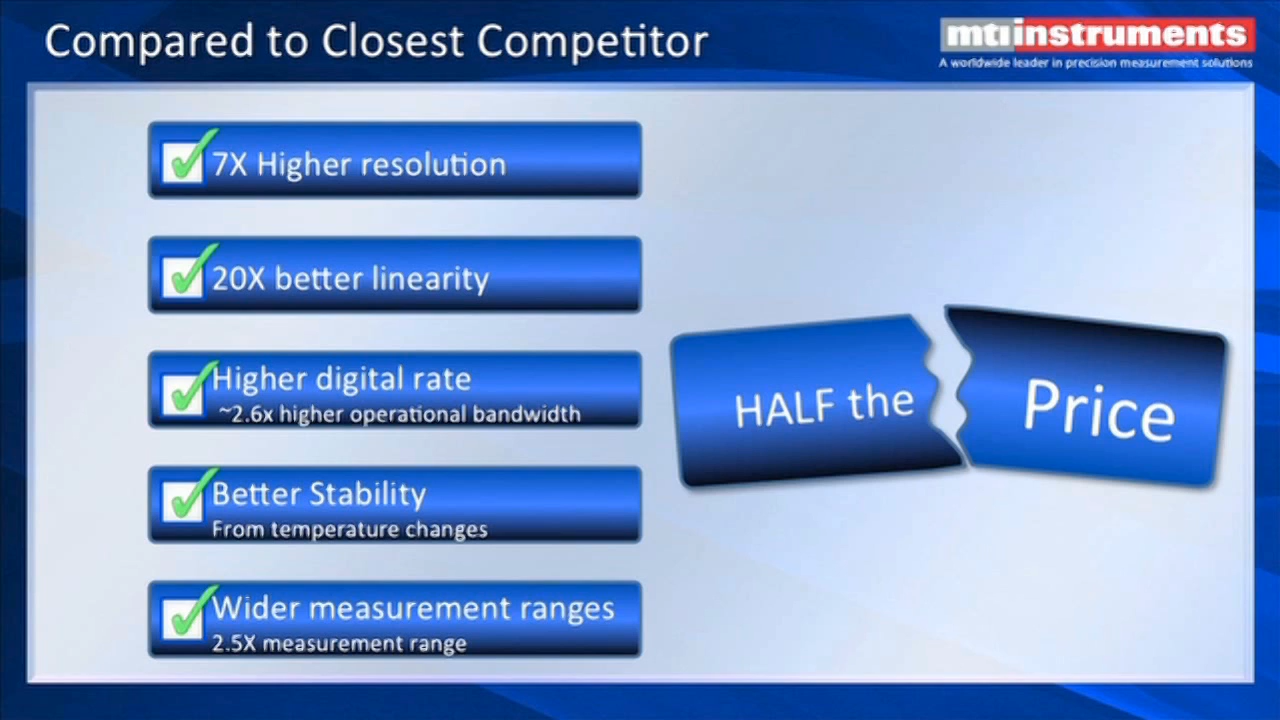 Compared to Closest Competitor
mtiinstruments
A worldwide leader in precision measurement solutions
7X Higher resolution
20X better linearity
Higher digital rate
~2.6x higher operational bandwidth
Better Stability
From temperature changes
Wider measurement ranges
2.5X measurement range
HALF the
Price